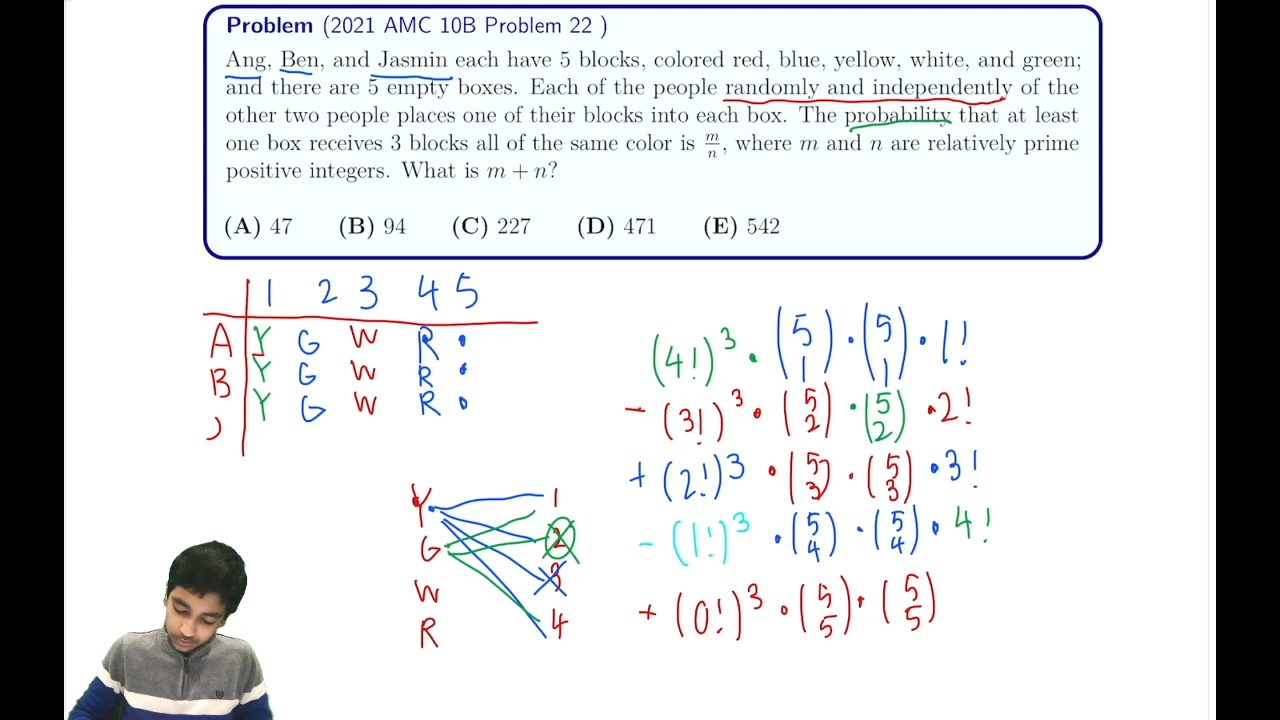 Problem (2021 AMC 10B Problem 22 )
Ang, Ben, and Jasmin each have 5 blocks, colored red, blue, yellow, white, and green;
and there are 5 empty boxes. Each of the people randomly and independently of the
other two people places one of their blocks into each box. The probability that at least
one box receives 3 blocks all of the same color is m/n, where m and n are relatively prime
positive integers. What is m + n?
(A) 47 (B) 94 (C) 227 (D) 471 (E) 542
1 2 3 4 5
A Y G W R
B Y G W R
J Y G W R
Y 1
G 2
W 3
R 4
(4!)³ · (5 1) · (5 1) · 1!
− (3!)³ · (5 2) · (5 2) · 2!
+ (2!)³ · (5 3) · (5 3) · 3!
− (1!)³ · (5 4) · (5 4) · 4!
+ (0!)³ · (5 5) · (5 5)